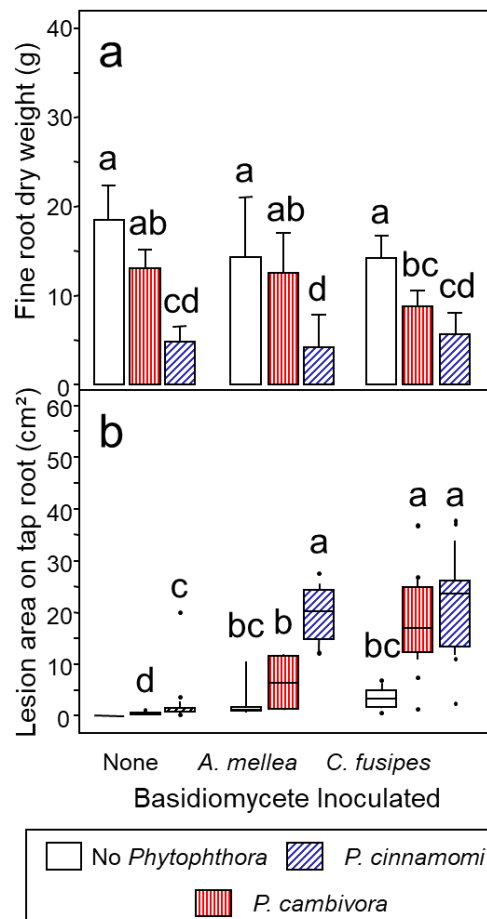 Fine root dry weight (g)
a
40
30
20
10
0
a
ab
cd
a
ab
d
a
bc
cd
Lesion area on tap root (cm²)
b
60
50
40
30
20
10
0
d
c
bc
b
a
bc
a
a
None A. mellea C. fusipes
Basidiomycete Inoculated
No Phytophthora P. cinnamomi
P. cambivora